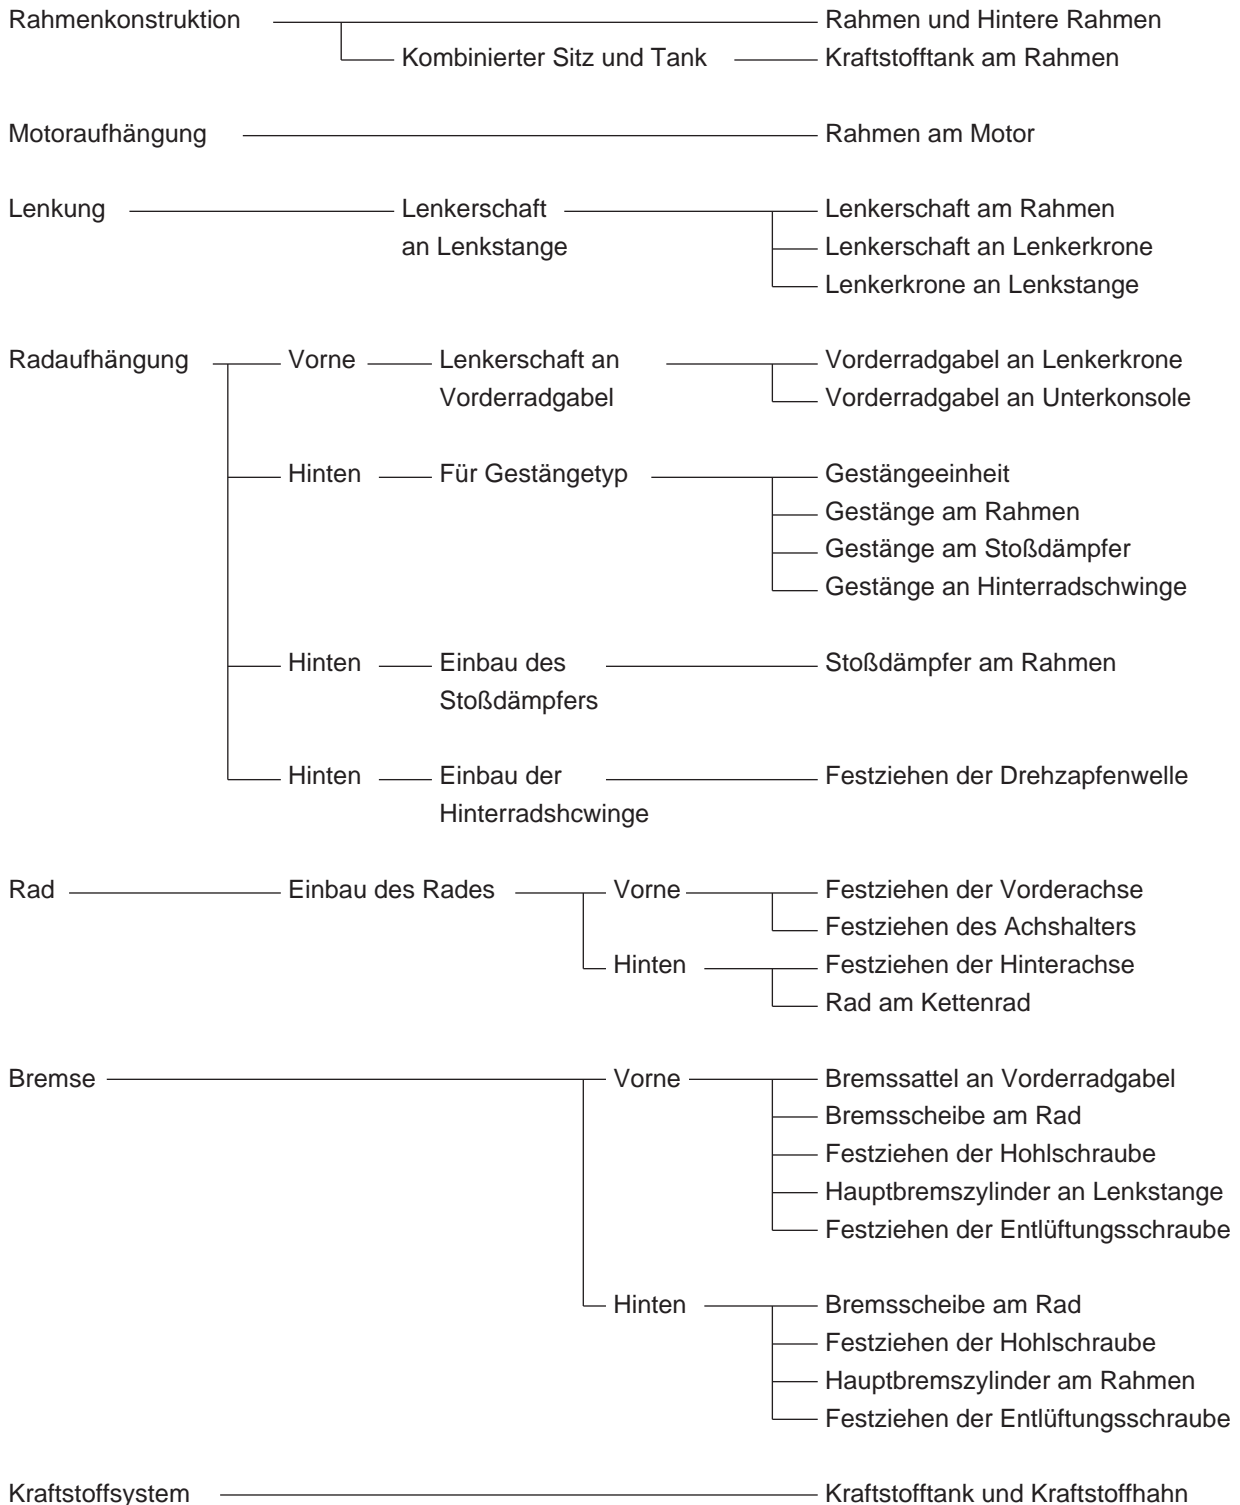 Rahmenkonstruktion Rahmen und Hintere Rahmen
Kombinierter Sitz und Tank Kraftstofftank am Rahmen
Motoraufhängung Rahmen am Motor
Lenkung Lenkerschaft Lenkerschaft am Rahmen
an Lenkstange Lenkerschaft an Lenkerkrone
Lenkerkrone an Lenkstange
Radaufhängung Vorne Lenkerschaft an Vorderradgabel an Lenkerkrone
Vorderradgabel Vorderradgabel an Unterkonsole
Hinten Für Gestängetyp Gestängeeinheit
Gestänge am Rahmen
Gestänge am Stoßdämpfer
Gestänge an Hinterradschwinge
Hinten Einbau des Stoßdämpfer am Rahmen
Stoßdämpfers
Hinten Einbau der Festziehen der Drehzapfenwelle
Hinterradshcwinge
Rad Einbau des Rades Vorne Festziehen der Vorderachse
Festziehen des Achshalters
Hinten Festziehen der Hinterachse
Rad am Kettenrad
Bremse Vorne Bremssattel an Vorderradgabel
Bremsscheibe am Rad
Festziehen der Hohlschraube
Hauptbremszylinder an Lenkstange
Festziehen der Entlüftungsschraube
Hinten Bremsscheibe am Rad
Festziehen der Hohlschraube
Hauptbremszylinder am Rahmen
Festziehen der Entlüftungsschraube
Kraftstoffsystem Kraftstofftank und Kraftstoffhahn